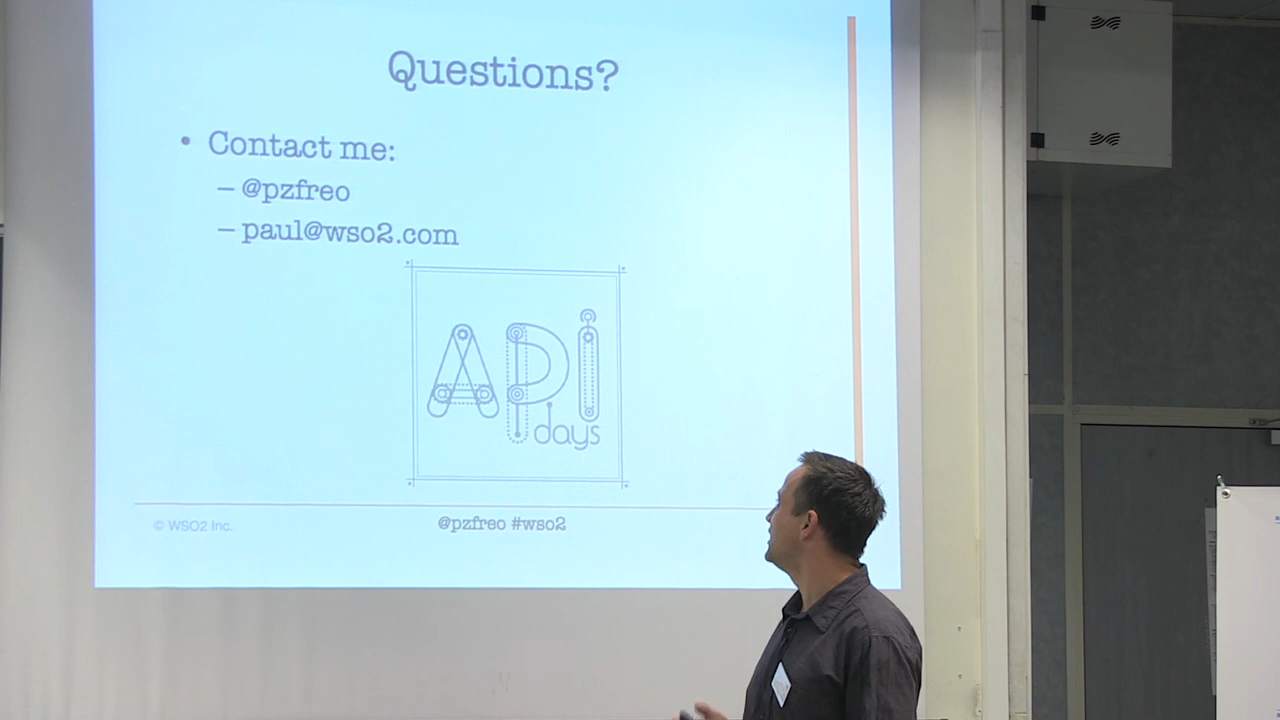 Questions?
• Contact me:
– @pzfreo
– paul@wso2.com
API
days
© WSO2 Inc.
@pzfreo #wso2